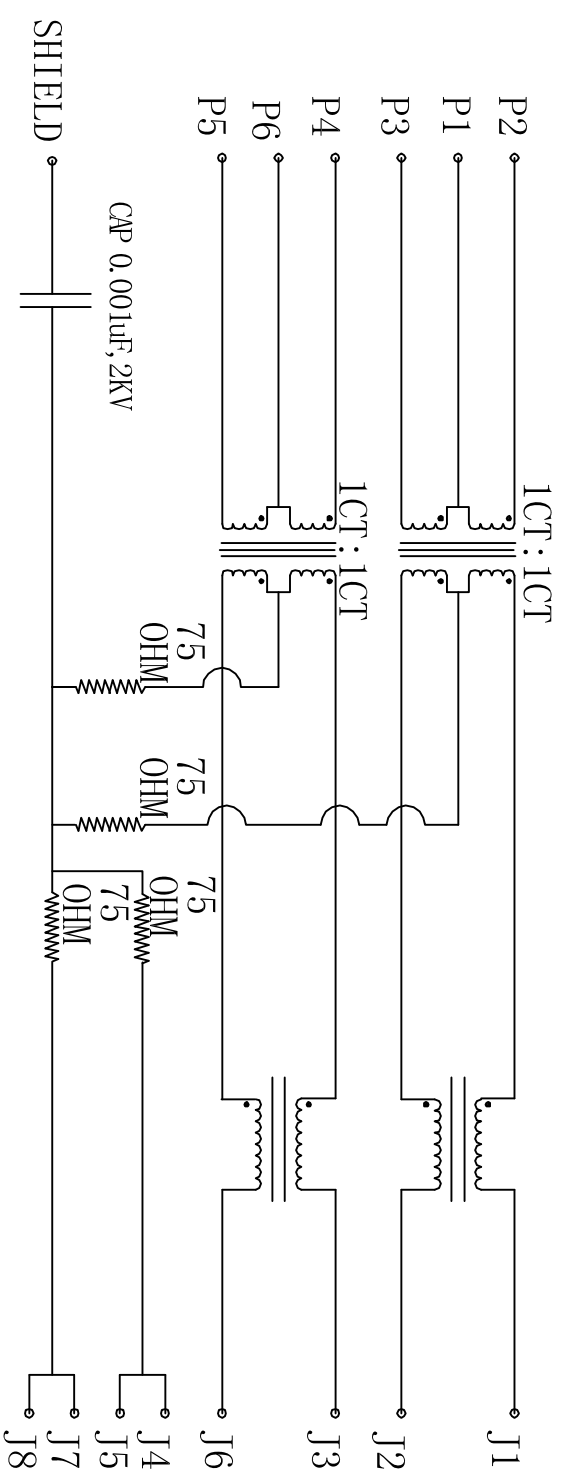 P2
P1
P3
P4
P6
P5
SHIELD
1CT:1CT
1CT:1CT
CAP 0.001uF,2KV
75
OHM
75
OHM
75
OHM
75
OHM
J1
J2
J3
J6
J4
J5
J7
J8